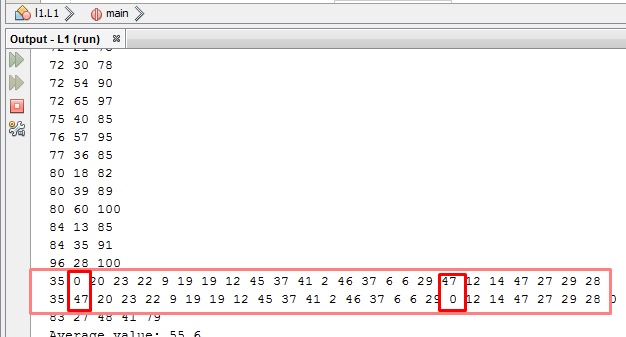 l1.L1 main
Output - L1 (run)
72 30 78
72 54 90
72 65 97
75 40 85
76 57 95
77 36 85
80 18 82
80 39 89
80 60 100
84 13 85
84 35 91
96 28 100
35 0 20 23 22 9 19 19 12 45 37 41 2 46 37 6 6 29 47 12 14 47 27 29 28
35 47 20 23 22 9 19 19 12 45 37 41 2 46 37 6 6 29 0 12 14 47 27 29 28 0
83 27 48 41 79
Average value: 55.6